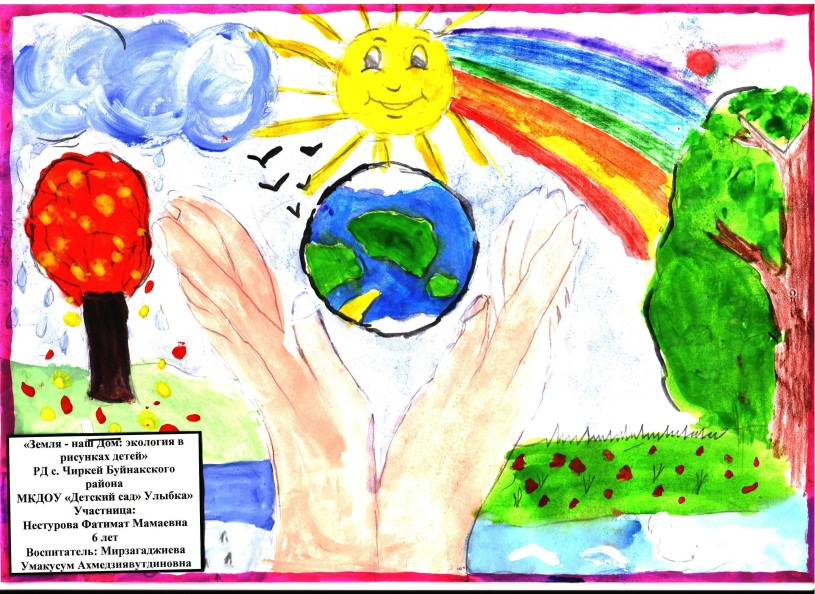 «Земля - наш Дом: экология в
рисунках детей»
РД с. Чиркей Буйнакского
района
МКДОУ «Детский сад» Улыбка»
Участница:
Нестурова Фатимат Мамаевна
6 лет
Воспитатель: Мирзагаджиева
Умакусум Ахмедзиявутдиновна